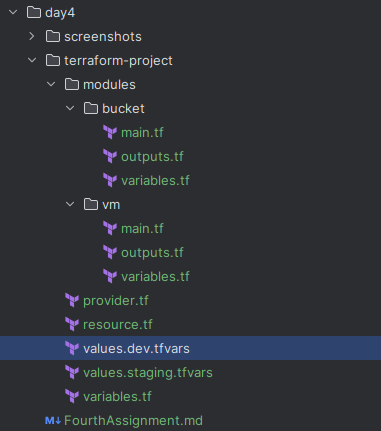 day4
screenshots
terraform-project
modules
bucket
main.tf
outputs.tf
variables.tf
vm
main.tf
outputs.tf
variables.tf
provider.tf
resource.tf
values.dev.tfvars
values.staging.tfvars
variables.tf
M↓ FourthAssignment.md